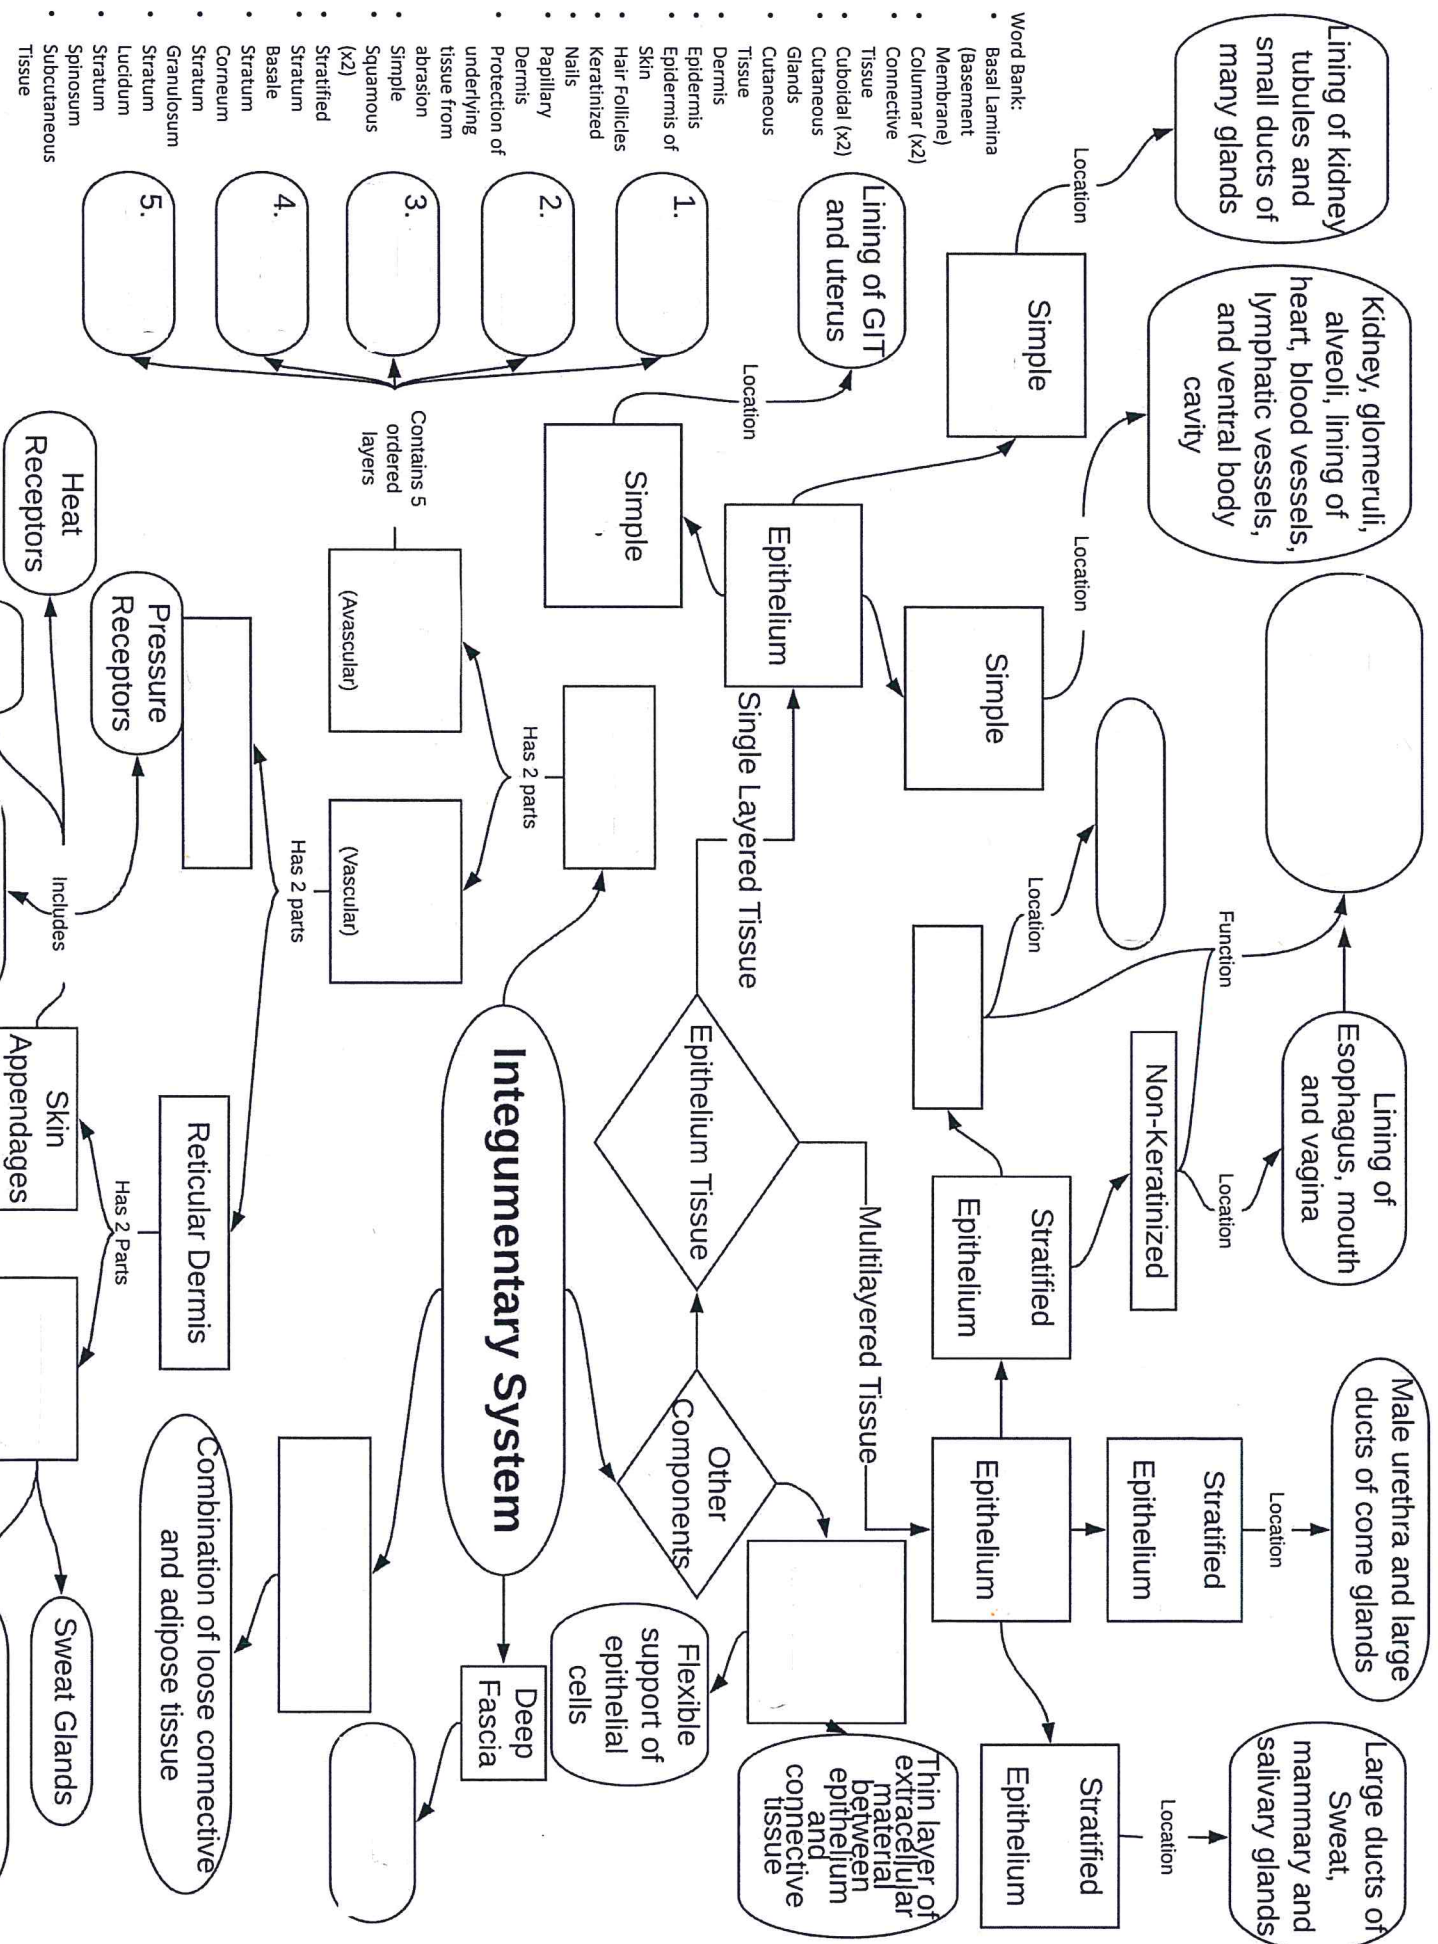 Lining of kidney
tubules and
small ducts of
many glands
Kidney, glomeruli,
alveoli, lining of
heart, blood vessels,
lymphatic vessels,
and ventral body
cavity
Lining of
Esophagus, mouth
and vagina
Male urethra and large
ducts of come glands
Large ducts of
Sweat,
mammary and
salivary glands
Location
Location
Function
Location
Location
Location
Location
Simple
Simple
Non-Keratinized
Stratified
Epithelium
Stratified
Epithelium
Stratified
Epithelium
Epithelium
Word Bank:
• Basal Lamina
(Basement
Membrane)
• Columnar (x2)
• Connective
Tissue
• Cuboidal (x2)
• Cutaneous
Glands
• Cutaneous
Tissue
• Dermis
• Epidermis
• Epidermis of
Skin
• Hair Follicles
• Keratinized
• Nails
• Papillary
Dermis
• Protection of
underlying
tissue from
abrasion
• Simple
• Squamous
(x2)
• Stratified
• Stratum
Basale
• Stratum
Corneum
• Stratum
Granulosum
• Stratum
Lucidum
• Stratum
Spinosum
• Subcutaneous
Tissue
Lining of GIT
and uterus
Location
Epithelium
Simple
Single Layered Tissue
Multilayered Tissue
Epithelium Tissue
Other
Components
Thin layer of
extracellular
material
between
epithelium
and
connective
tissue
Flexible
support of
epithelial
cells
Integumentary System
Deep
Fascia
1.
2.
3.
4.
5.
Contains 5
ordered
layers
Has 2 parts
(Avascular)
(Vascular)
Has 2 parts
Reticular Dermis
Combination of loose connective
and adipose tissue
Pressure
Receptors
Heat
Receptors
Includes
Has 2 Parts
Skin
Appendages
Sweat Glands